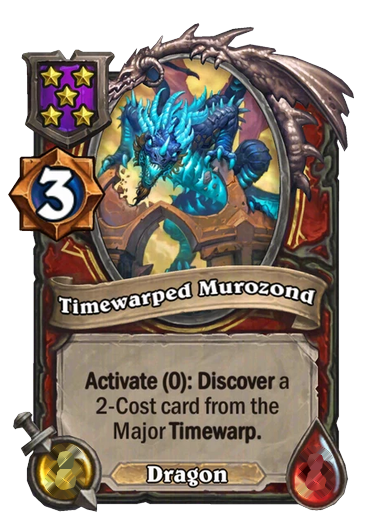 3
Timewarped Murozond
Activate (0): Discover a
2-Cost card from the
Major Timewarp.
Dragon